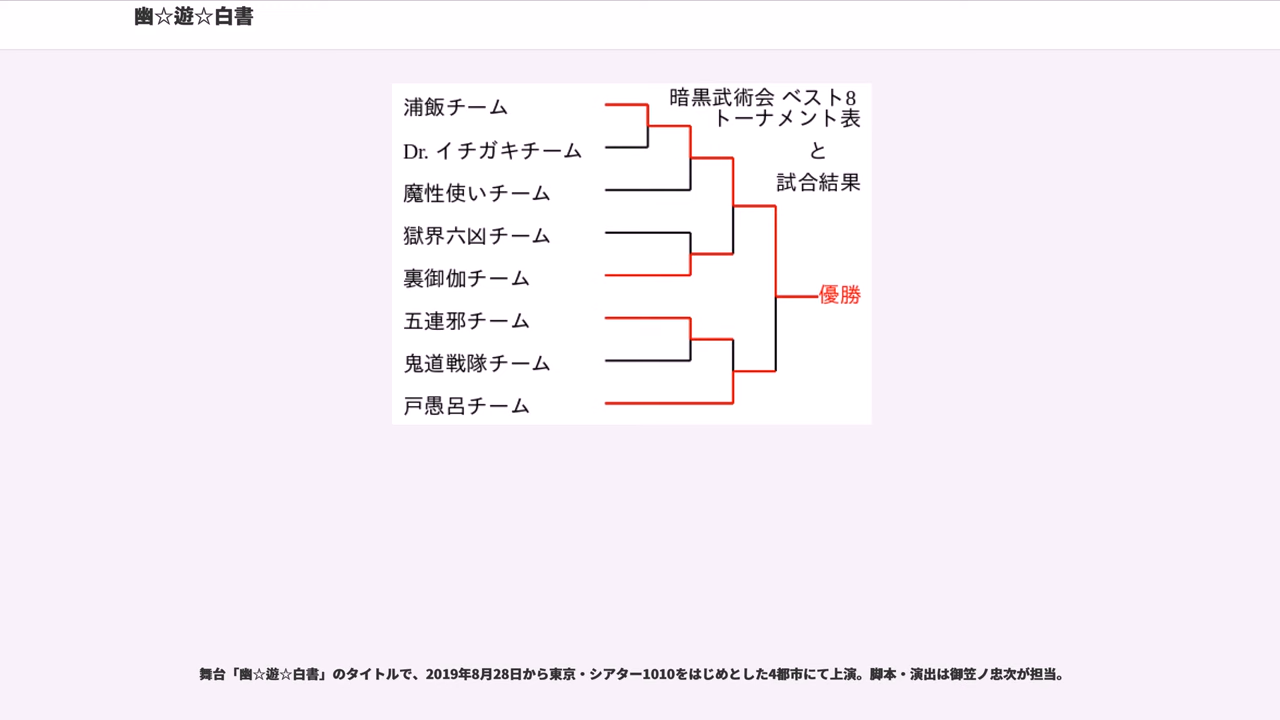 幽☆遊☆白書
暗黒武術会 ベスト8
トーナメント表
と
試合結果
浦飯チーム
Dr. イチガキチーム
魔性使いチーム
獄界六凶チーム
裏御伽チーム
五連邪チーム
鬼道戦隊チーム
戸愚呂チーム
優勝
舞台「幽☆遊☆白書」のタイトルで、2019年8月28日から東京・シアター1010をはじめとした4都市にて上演。脚本・演出は御笠ノ忠次が担当。